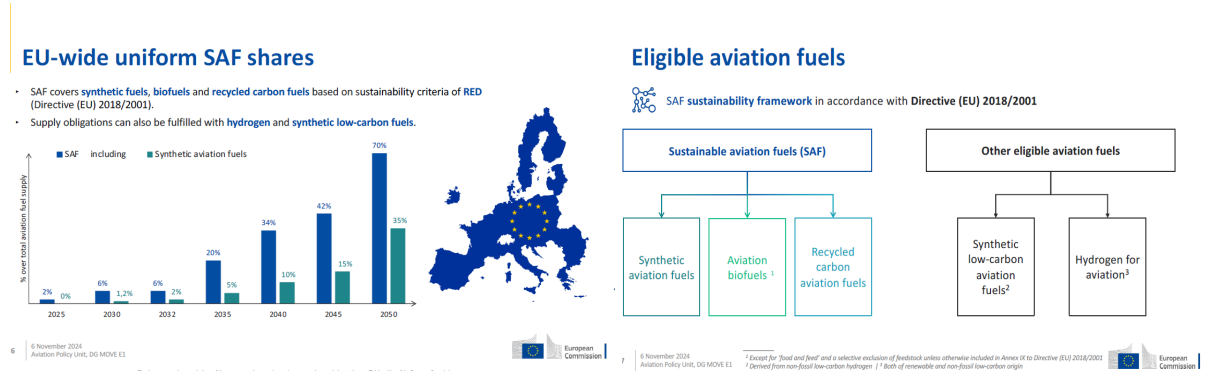 EU-wide uniform SAF shares
‣ SAF covers synthetic fuels, biofuels and recycled carbon fuels based on sustainability criteria of RED
(Directive (EU) 2018/2001).
‣ Supply obligations can also be fulfilled with hydrogen and synthetic low-carbon fuels.
% over total aviation fuel supply
SAF including Synthetic aviation fuels
2% 0%
6% 1,2%
6% 2%
20% 5%
34% 10%
42% 15%
70% 35%
2025 2030 2032 2035 2040 2045 2050
6
6 November 2024
Aviation Policy Unit, DG MOVE E1
European
Commission
Eligible aviation fuels
SAF sustainability framework in accordance with Directive (EU) 2018/2001
Sustainable aviation fuels (SAF)
Synthetic
aviation fuels
Aviation
biofuels 1
Recycled
carbon
aviation fuels
Other eligible aviation fuels
Synthetic
low-carbon
aviation
fuels2
Hydrogen for
aviation3
6 November 2024
Aviation Policy Unit, DG MOVE E1
1 Except for 'food and feed' and a selective exclusion of feedstock unless otherwise included in Annex IX to Directive (EU) 2018/2001
2 Derived from non-fossil low-carbon hydrogen | 3 Both of renewable and non-fossil low-carbon origin
European
Commission